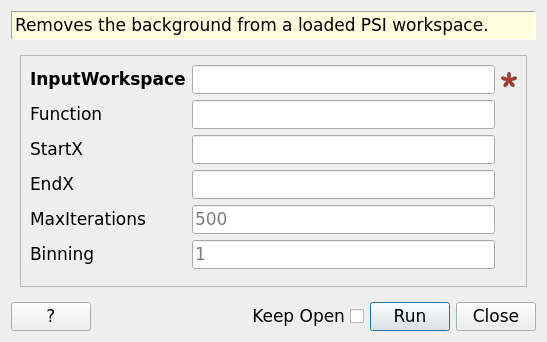 Removes the background from a loaded PSI workspace.
InputWorkspace *
Function
StartX
EndX
MaxIterations 500
Binning 1
? Keep Open Run Close